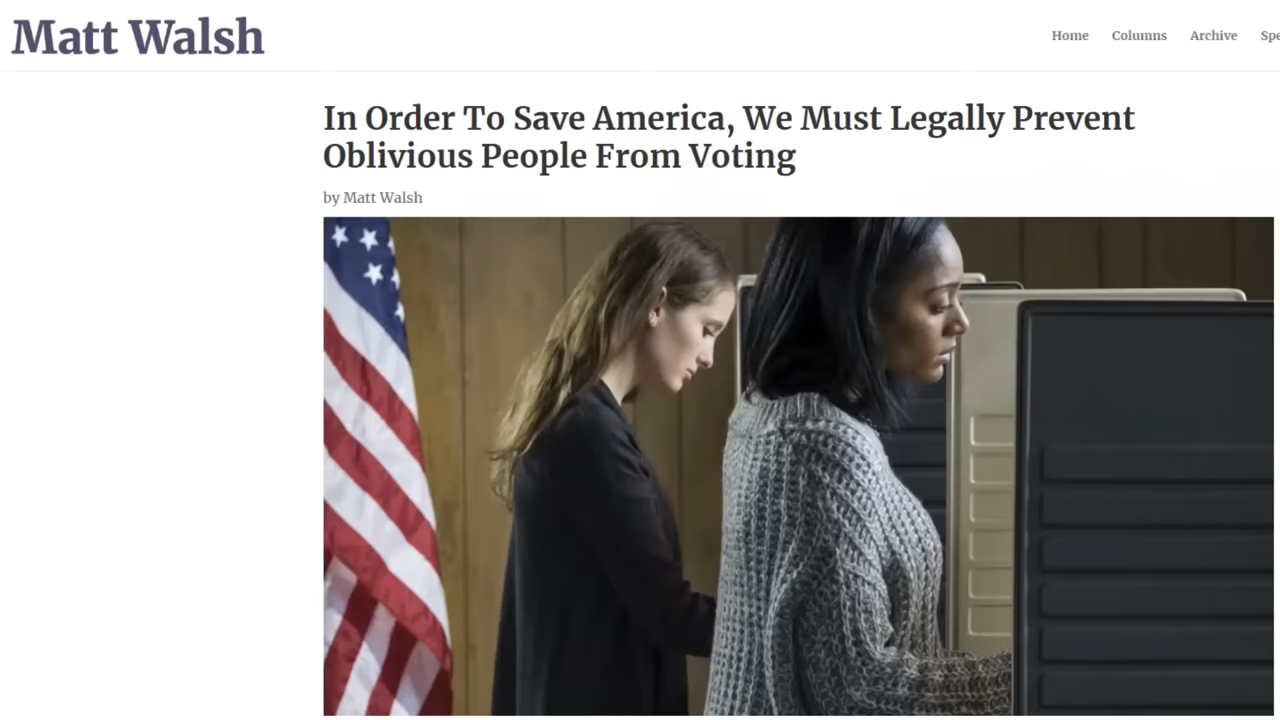 Matt Walsh
Home Columns Archive Spe
In Order To Save America, We Must Legally Prevent
Oblivious People From Voting
by Matt Walsh